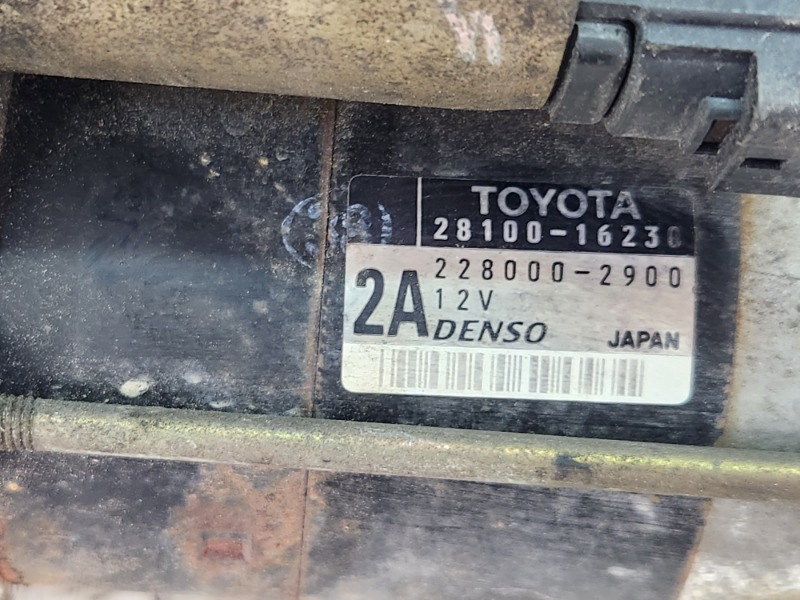 TOYOTA
28100-16230
2A
228000-2900
12V
DENSO
JAPAN